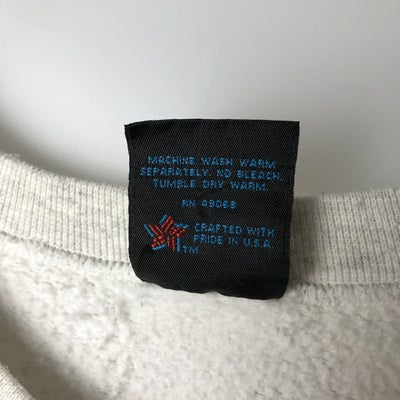 MACHINE WASH WARM
SEPARATELY. NO BLEACH.
TUMBLE DRY WARM.
RN 48068
CRAFTED WITH
PRIDE IN U.S.A.
TM